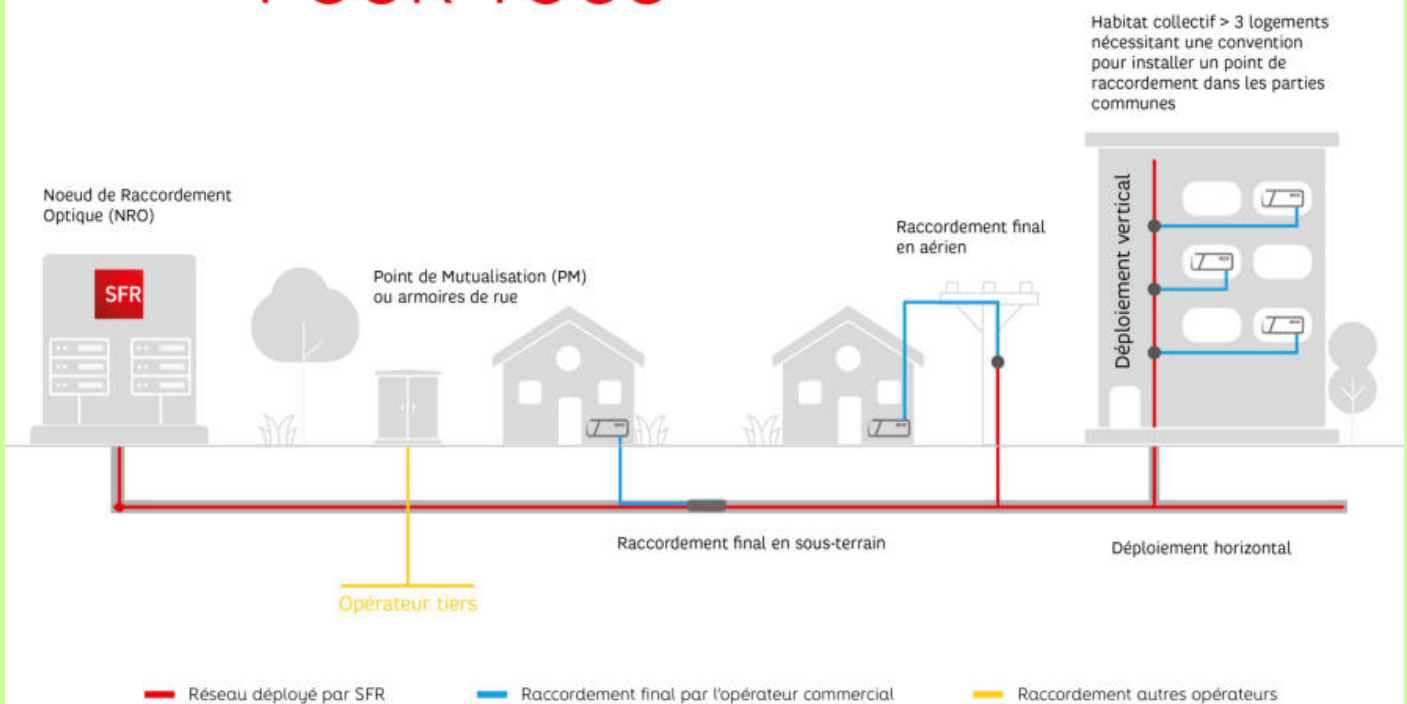 POUR TOUS
Habitat collectif > 3 logements
nécessitant une convention
pour installer un point de
raccordement dans les parties
communes
Noeud de Raccordement
Optique (NRO)
SFR
Point de Mutualisation (PM)
ou armoires de rue
Raccordement final
en aérien
Déploiement vertical
Raccordement final en sous-terrain
Déploiement horizontal
Opérateur tiers
Réseau déployé par SFR
Raccordement final par l'opérateur commercial
Raccordement autres opérateurs